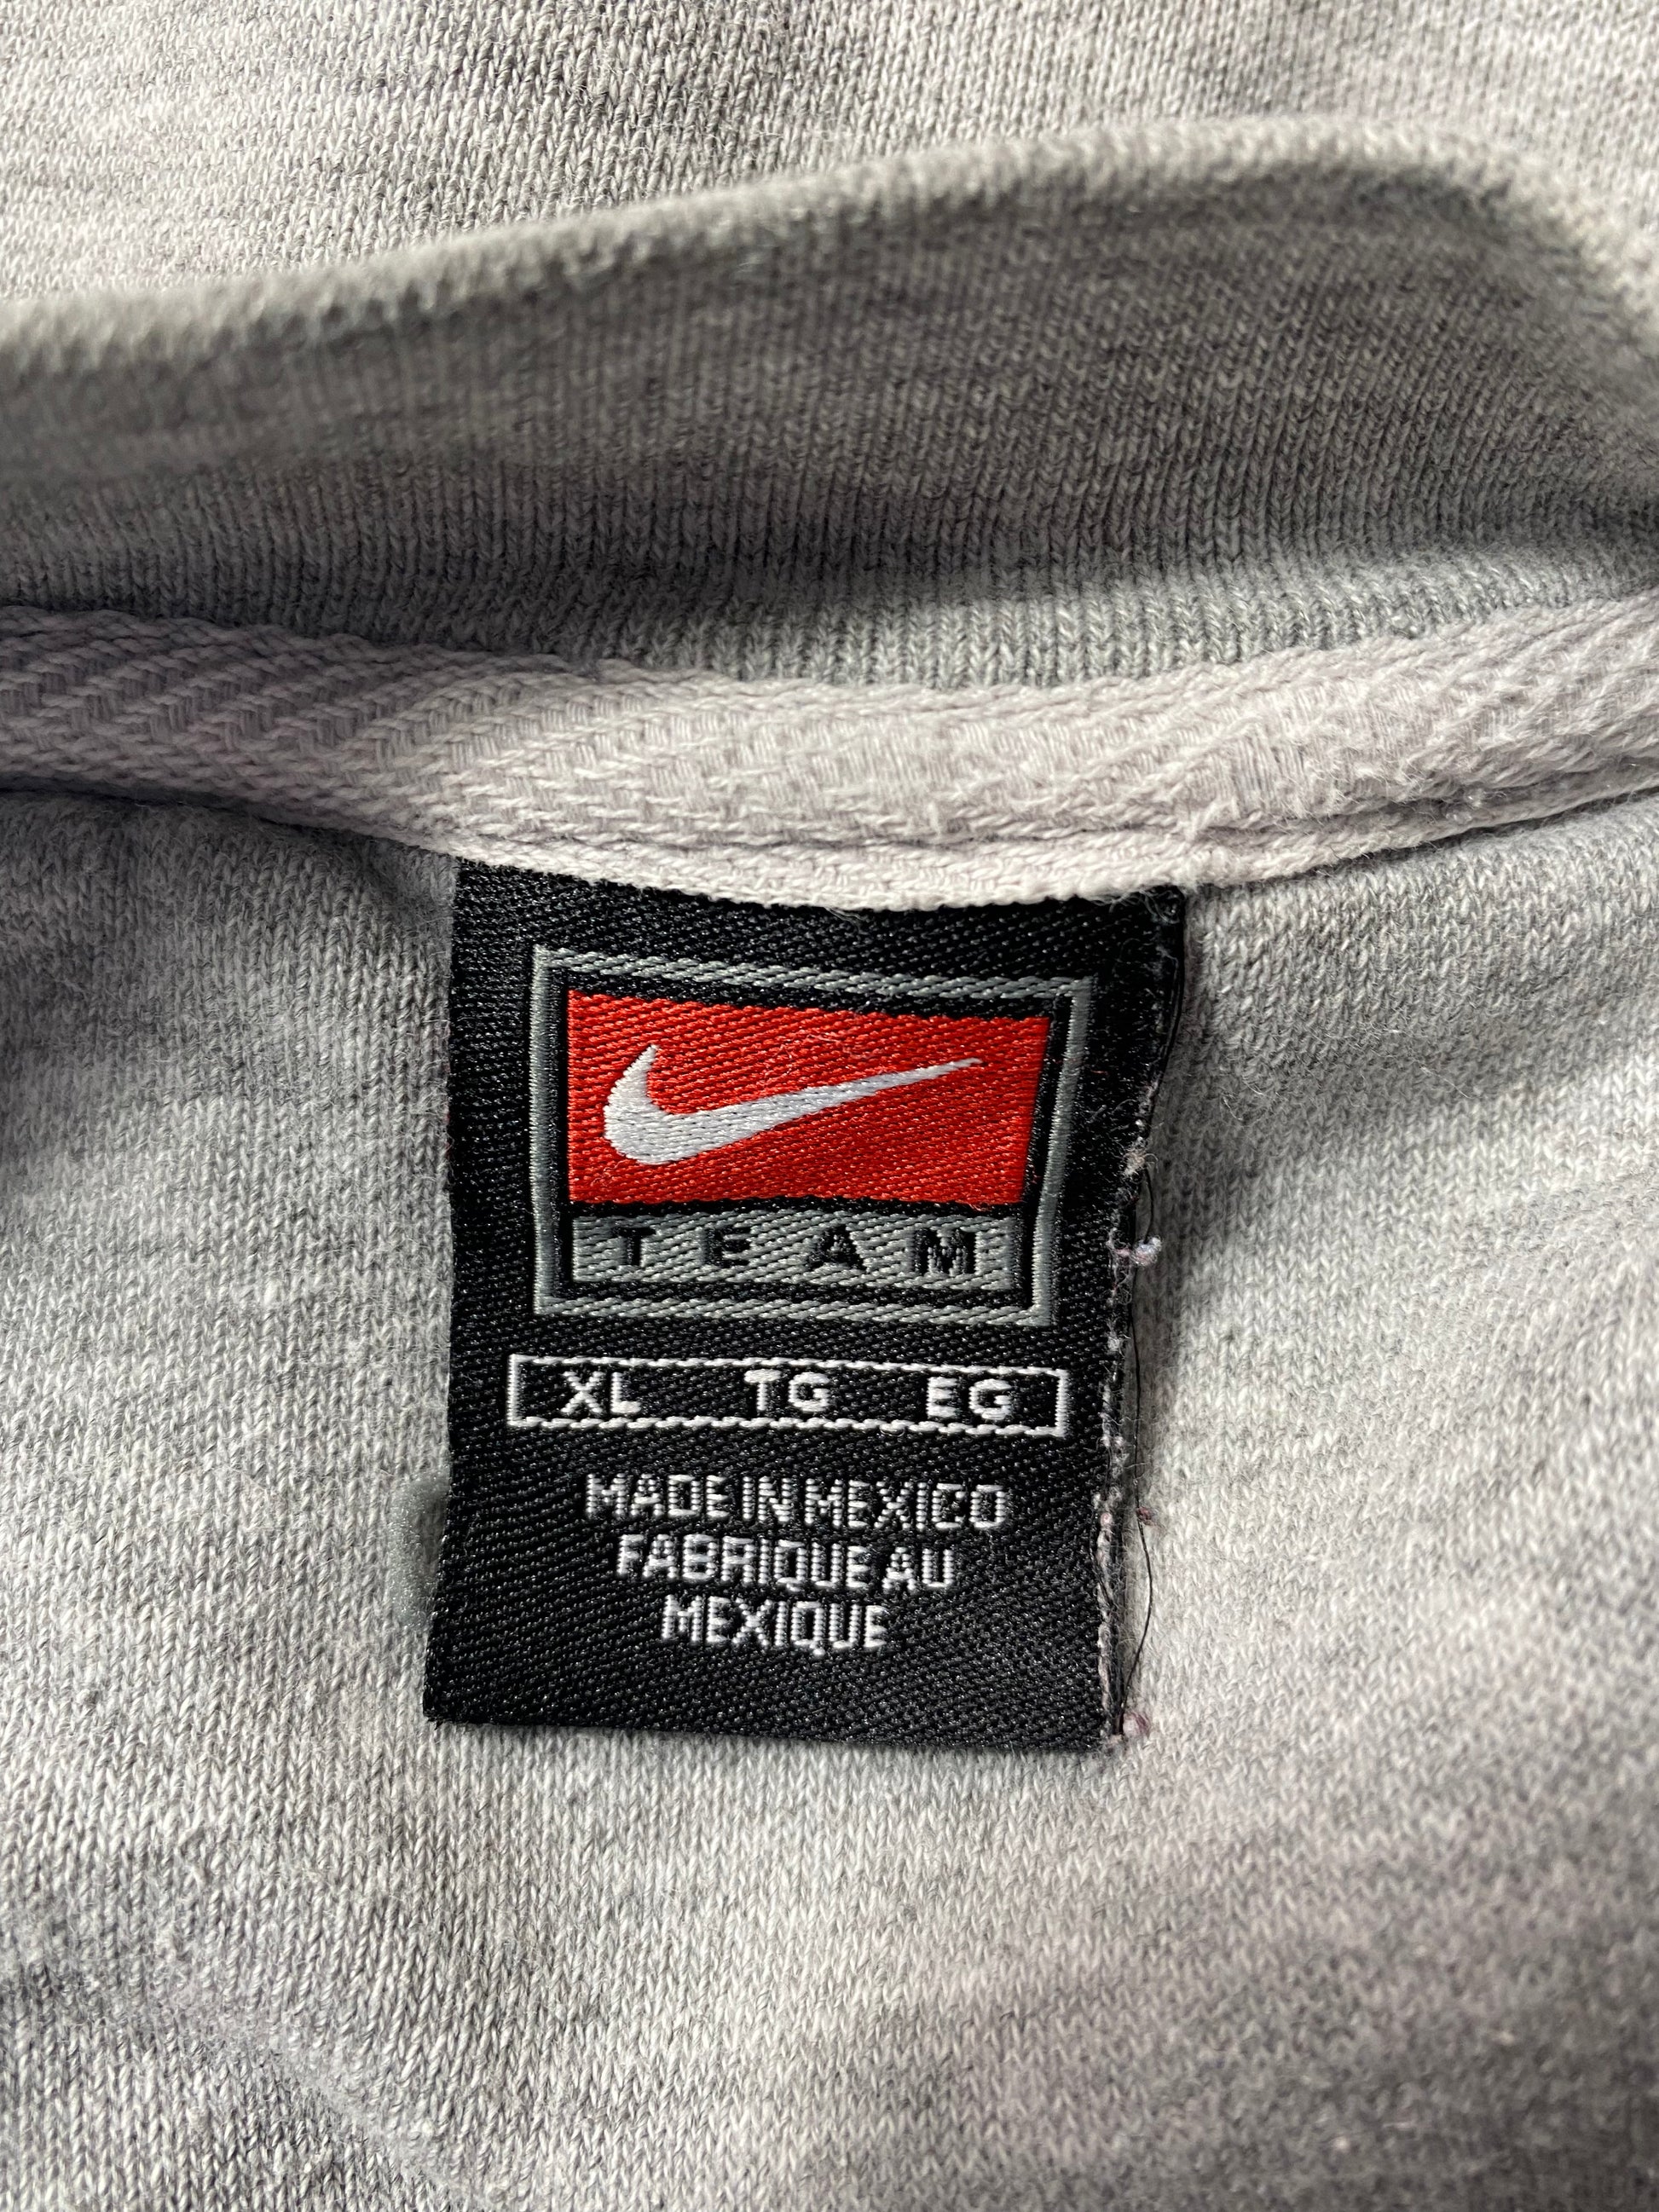 TEAM
XL TG EG
MADE IN MEXICO
FABRIQUE AU
MEXIQUE